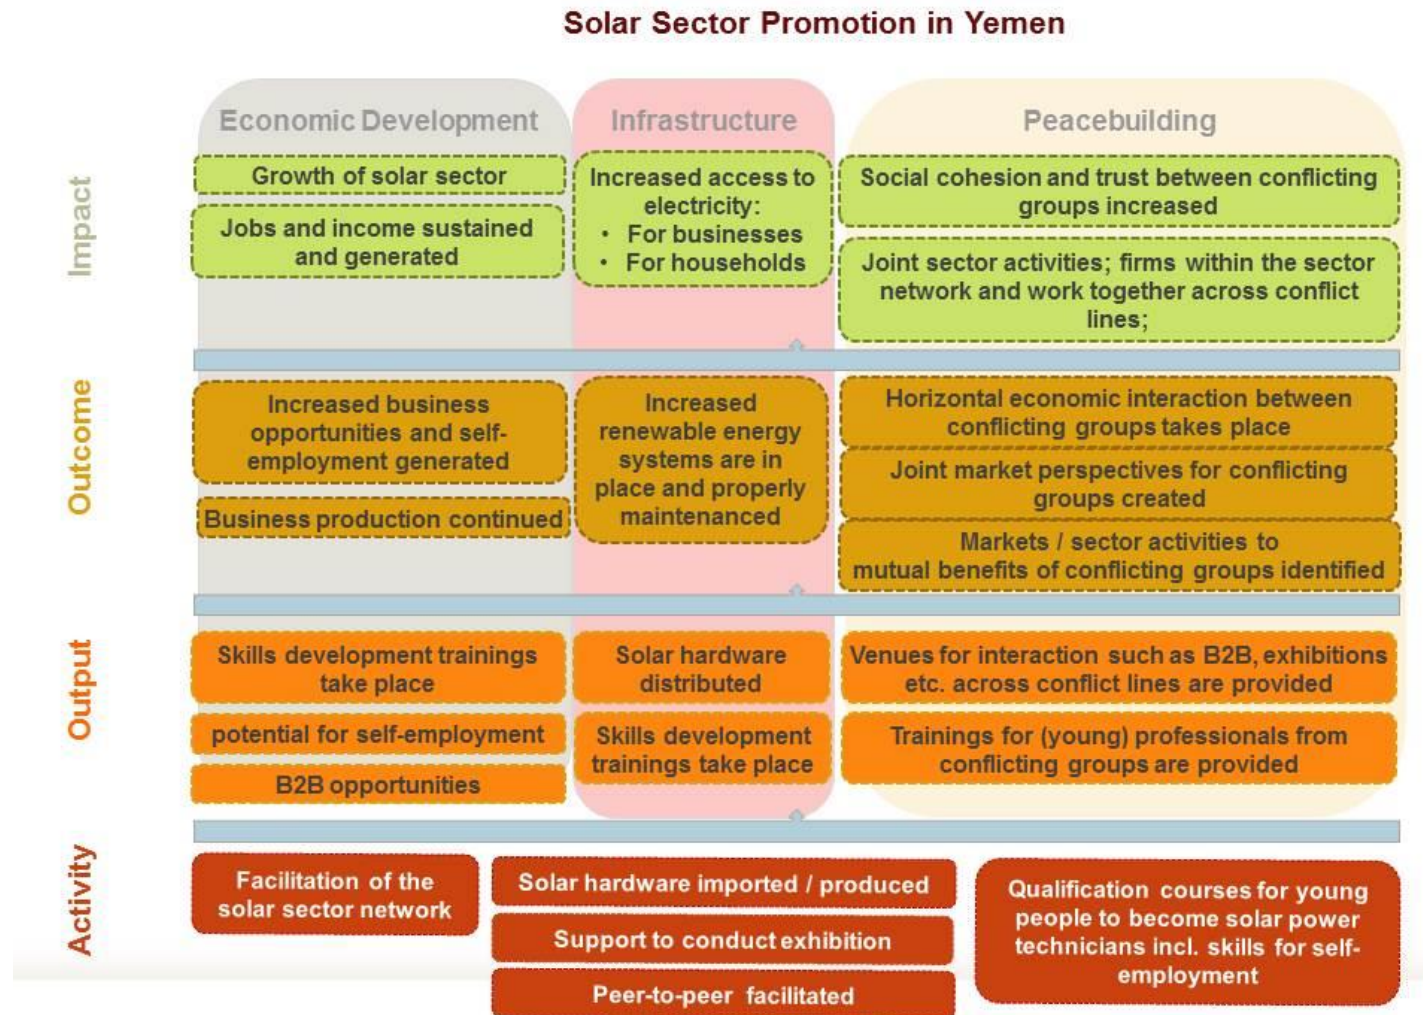 Solar Sector Promotion in Yemen
Economic Development
Infrastructure
Peacebuilding
Impact
Growth of solar sector
Jobs and income sustained
and generated
Increased access to
electricity:
• For businesses
• For households
Social cohesion and trust between conflicting
groups increased
Joint sector activities; firms within the sector
network and work together across conflict
lines;
Outcome
Increased business
opportunities and self-
employment generated
Business production continued
Increased
renewable energy
systems are in
place and properly
maintenanced
Horizontal economic interaction between
conflicting groups takes place
Joint market perspectives for conflicting
groups created
Markets / sector activities to
mutual benefits of conflicting groups identified
Output
Skills development trainings
take place
potential for self-employment
B2B opportunities
Solar hardware
distributed
Skills development
trainings take place
Venues for interaction such as B2B, exhibitions
etc. across conflict lines are provided
Trainings for (young) professionals from
conflicting groups are provided
Activity
Facilitation of the
solar sector network
Solar hardware imported / produced
Support to conduct exhibition
Peer-to-peer facilitated
Qualification courses for young
people to become solar power
technicians incl. skills for self-
employment